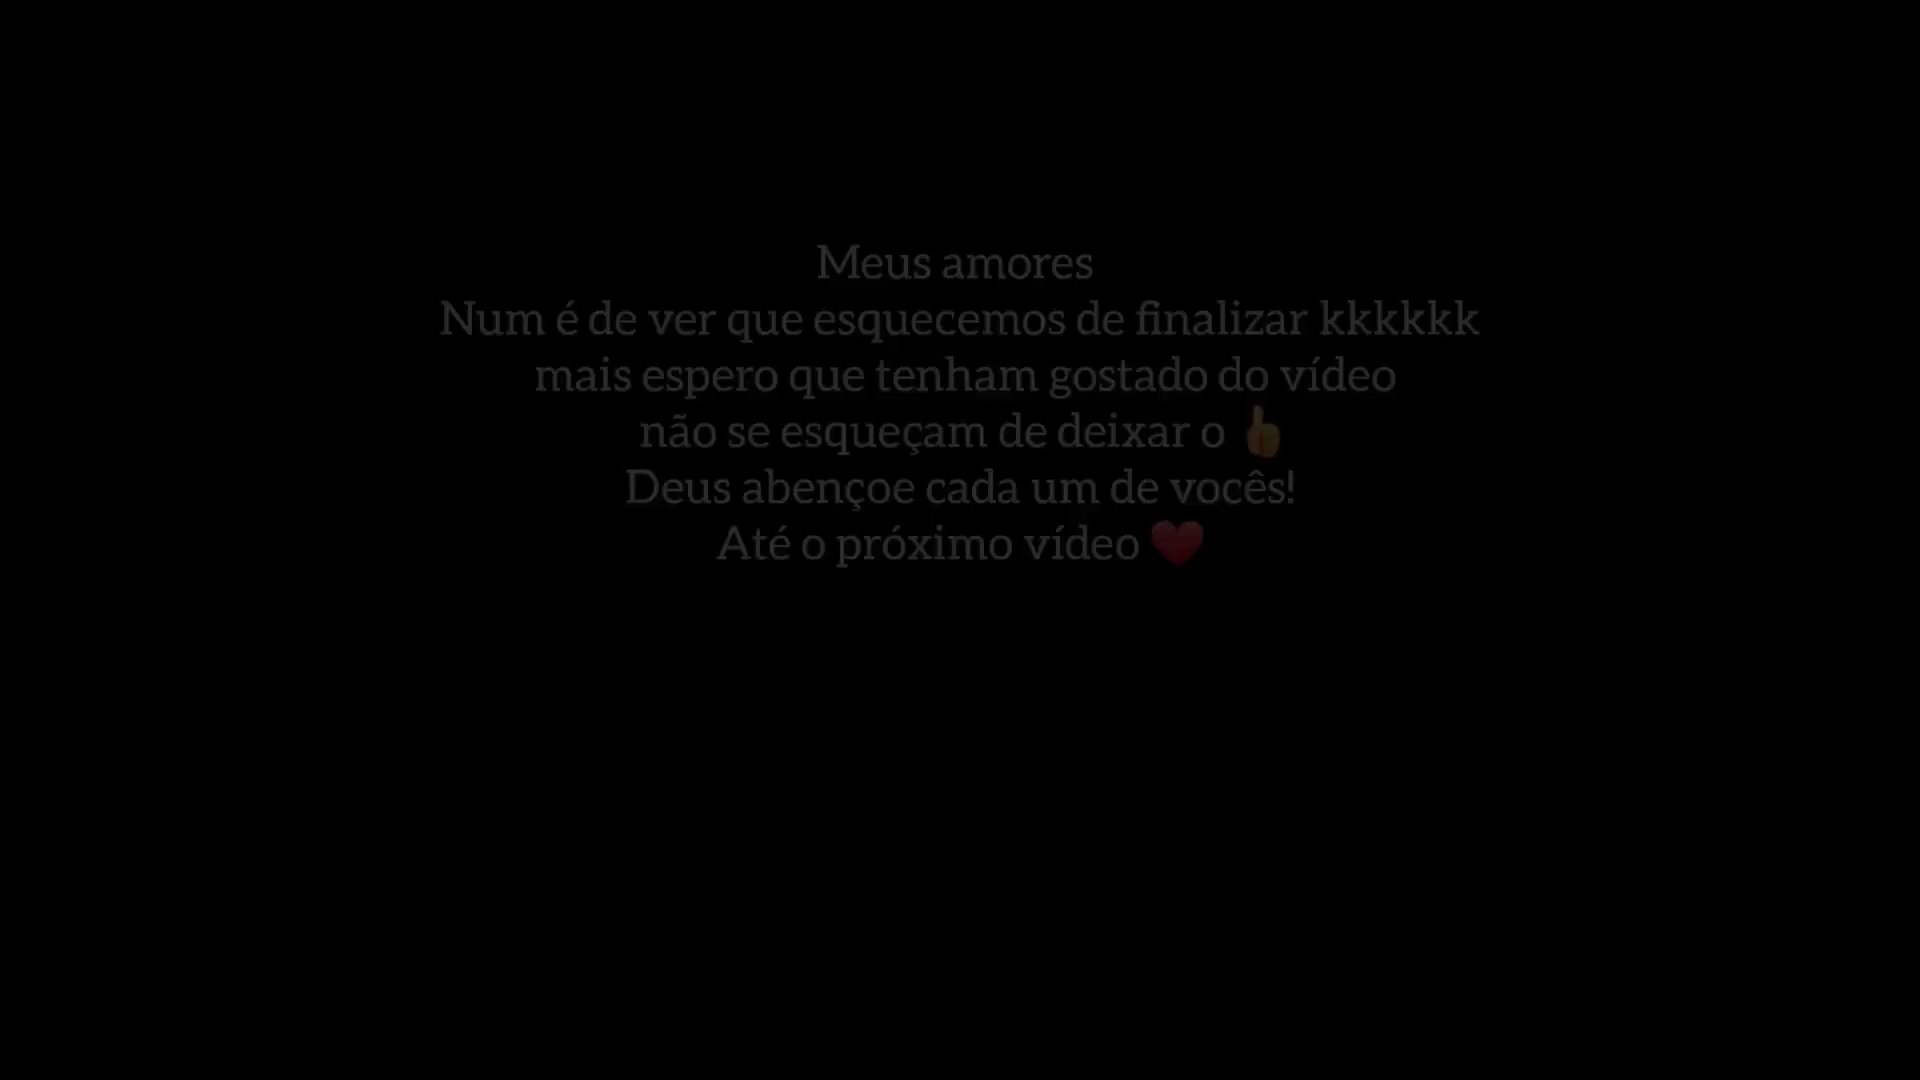 Meus amores
Num é de ver que esquecemos de finalizar kkkkkk
mais espero que tenham gostado do vídeo
não se esqueçam de deixar o 👍
Deus abençoe cada um de vocês!
Até o próximo vídeo ❤️